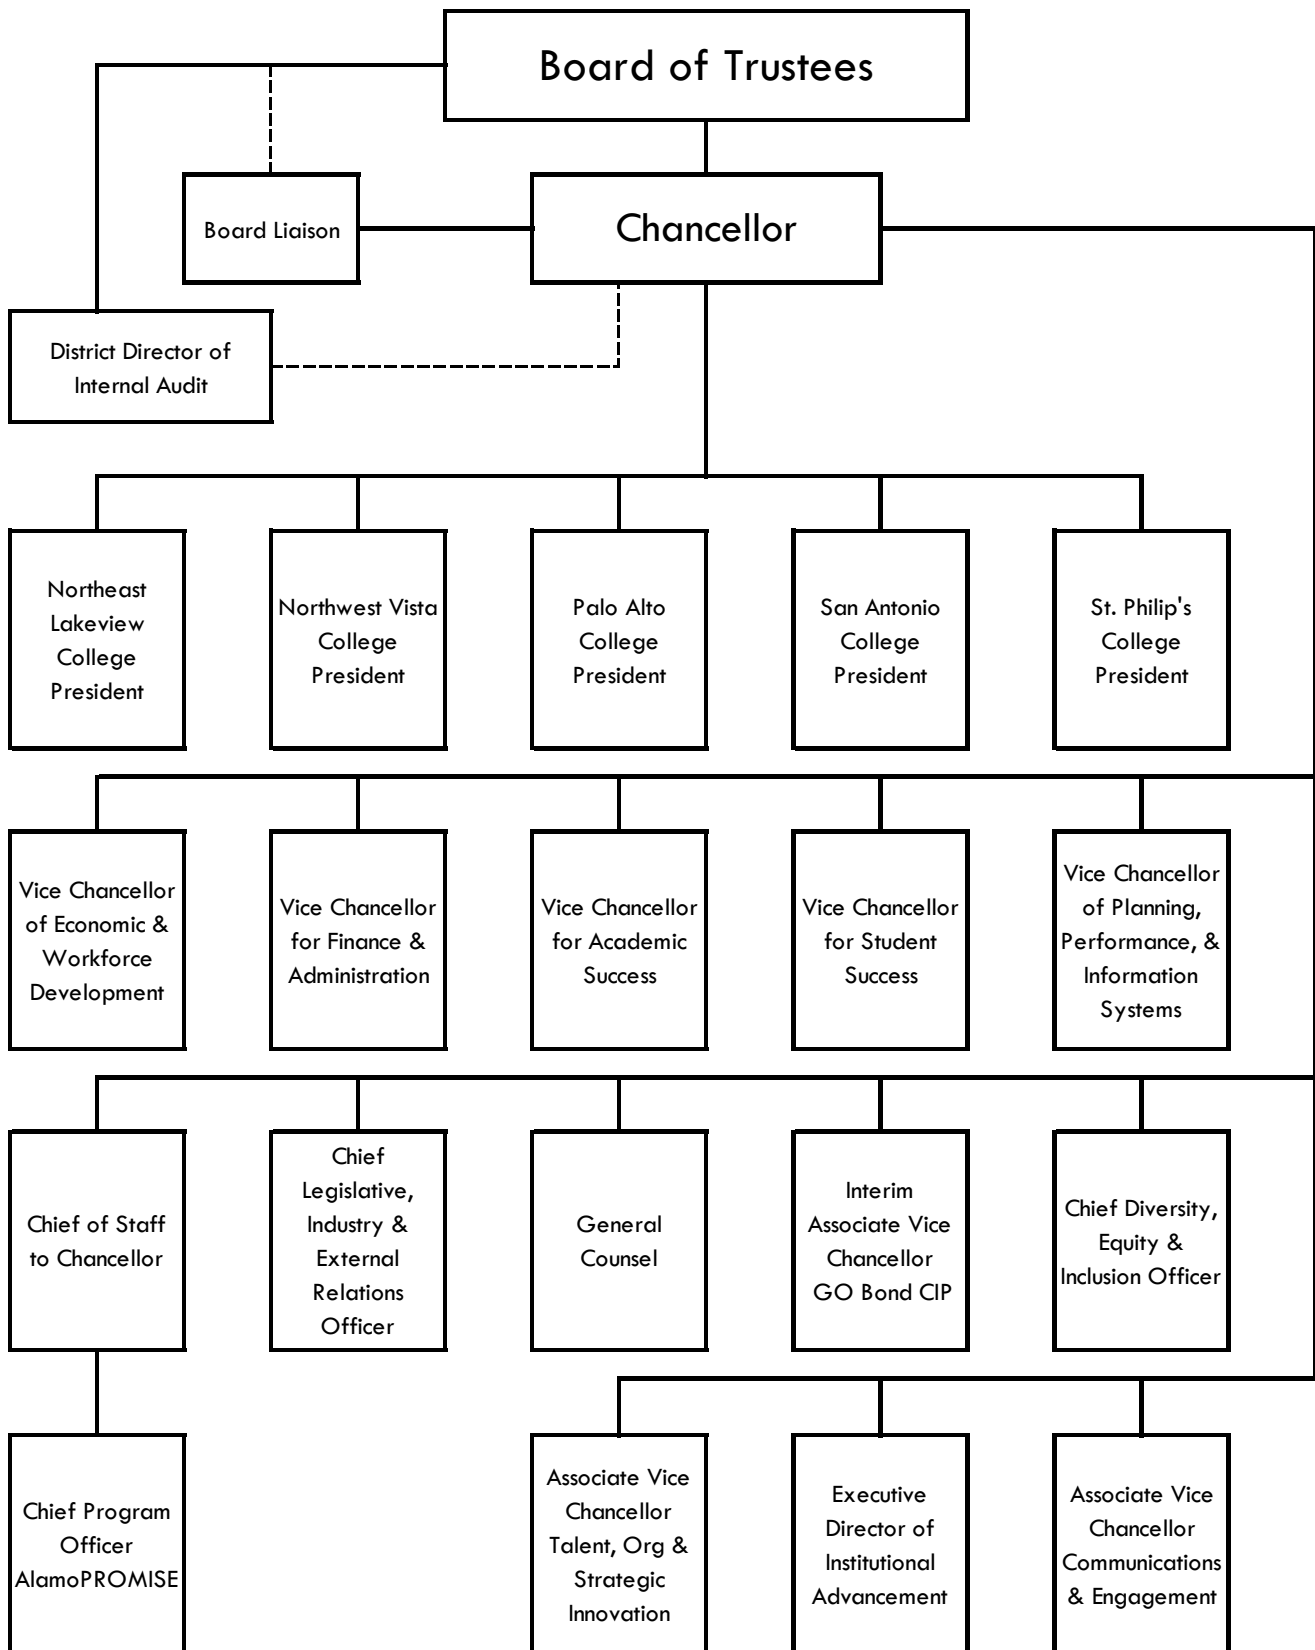 Board of Trustees
Board Liaison
Chancellor
District Director of
Internal Audit
Northeast
Lakeview
College
President
Northwest Vista
College
President
Palo Alto
College
President
San Antonio
College
President
St. Philip's
College
President
Vice Chancellor
of Economic &
Workforce
Development
Vice Chancellor
for Finance &
Administration
Vice Chancellor
for Academic
Success
Vice Chancellor
for Student
Success
Vice Chancellor
of Planning,
Performance, &
Information
Systems
Chief of Staff
to Chancellor
Chief
Legislative,
Industry &
External
Relations
Officer
General
Counsel
Interim
Associate Vice
Chancellor
GO Bond CIP
Chief Diversity,
Equity &
Inclusion Officer
Chief Program
Officer
AlamoPROMISE
Associate Vice
Chancellor
Talent, Org &
Strategic
Innovation
Executive
Director of
Institutional
Advancement
Associate Vice
Chancellor
Communications
& Engagement